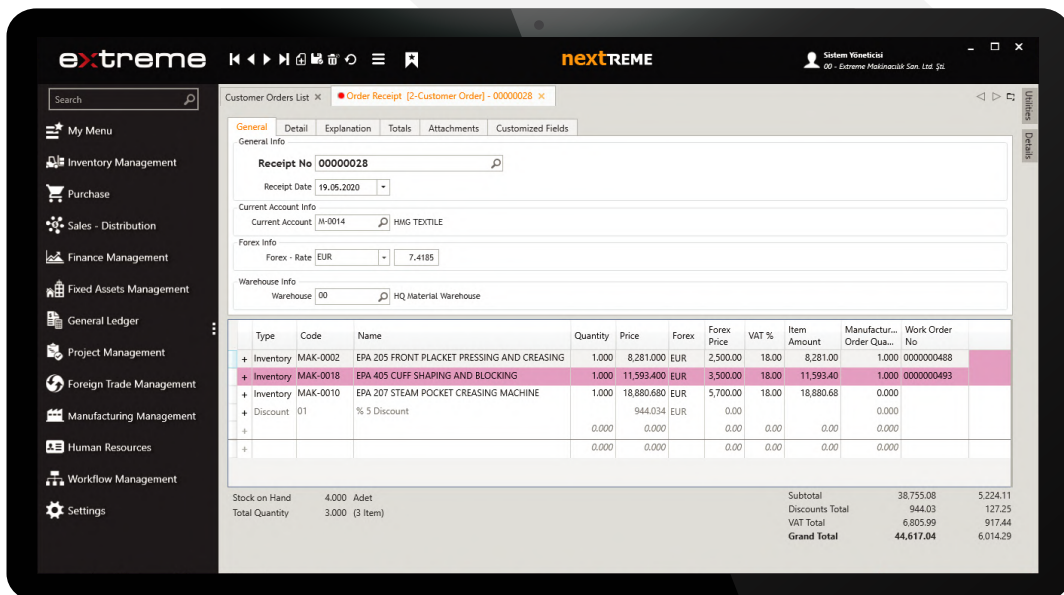 extreme
nextREME
Sistem Yöneticisi
00 - Extreme Makinacılık San. Ltd. Şti.
Search
My Menu
Inventory Management
Purchase
Sales - Distribution
Finance Management
Fixed Assets Management
General Ledger
Project Management
Foreign Trade Management
Manufacturing Management
Human Resources
Workflow Management
Settings
Customer Orders List × Order Receipt [2-Customer Order] - 00000028 ×
Utilities
Details
General Detail Explanation Totals Attachments Customized Fields
General Info
Receipt No 00000028
Receipt Date 19.05.2020
Current Account Info
Current Account M-0014 HMG TEXTILE
Forex Info
Forex - Rate EUR 7.4185
Warehouse Info
Warehouse 00 HQ Material Warehouse
Type Code Name Quantity Price Forex Forex Price VAT % Item Amount Manufactur... Order Qua... Work Order No
+ Inventory MAK-0002 EPA 205 FRONT PLACKET PRESSING AND CREASING 1.000 8,281.000 EUR 2,500.00 18.00 8,281.00 1.000 0000000488
+ Inventory MAK-0018 EPA 405 CUFF SHAPING AND BLOCKING 1.000 11,593.400 EUR 3,500.00 18.00 11,593.40 1.000 0000000493
+ Inventory MAK-0010 EPA 207 STEAM POCKET CREASING MACHINE 1.000 18,880.680 EUR 5,700.00 18.00 18,880.68 0.000
+ Discount 01 % 5 Discount 944.034 EUR 0.00 0.000
+ 0.000 0.000 0.00 0.00 0.00 0.000
+ 0.000 0.000 0.00 0.00 0.00 0.000
Stock on Hand 4.000 Adet
Total Quantity 3.000 (3 Item)
Subtotal 38,755.08 5,224.11
Discounts Total 944.03 127.25
VAT Total 6,805.99 917.44
Grand Total 44,617.04 6,014.29